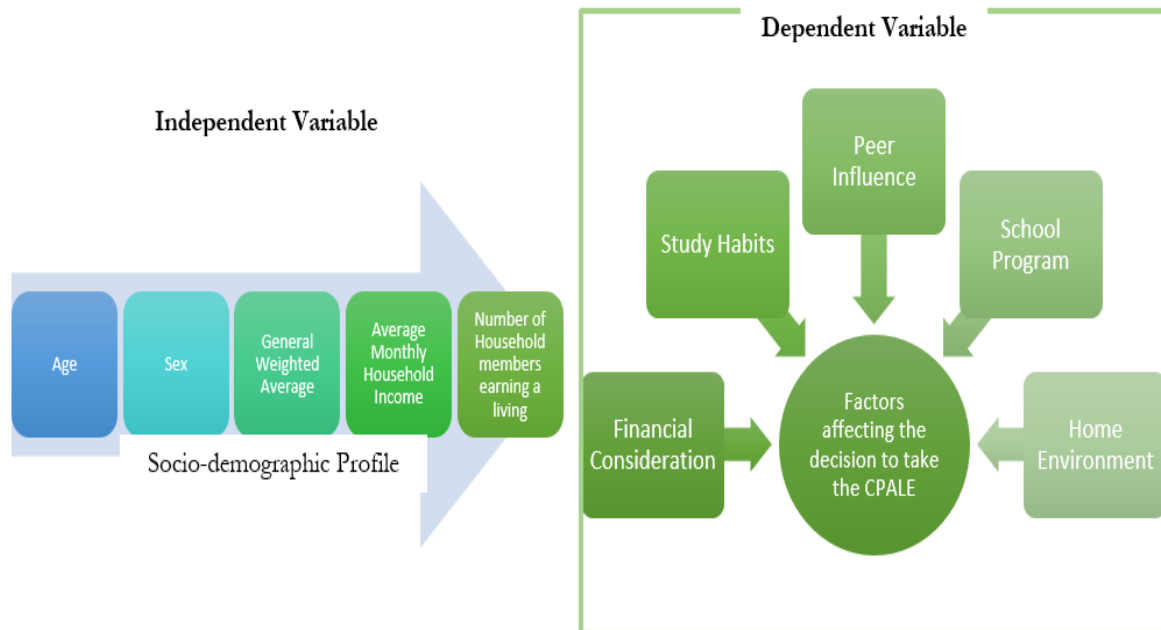 Independent Variable
Age
Sex
General
Weighted
Average
Average
Monthly
Household
Income
Number of
Household
members
earning a
living
Socio-demographic Profile
Dependent Variable
Peer
Influence
Study Habits
School
Program
Financial
Consideration
Factors
affecting the
decision to take
the CPALE
Home
Environment